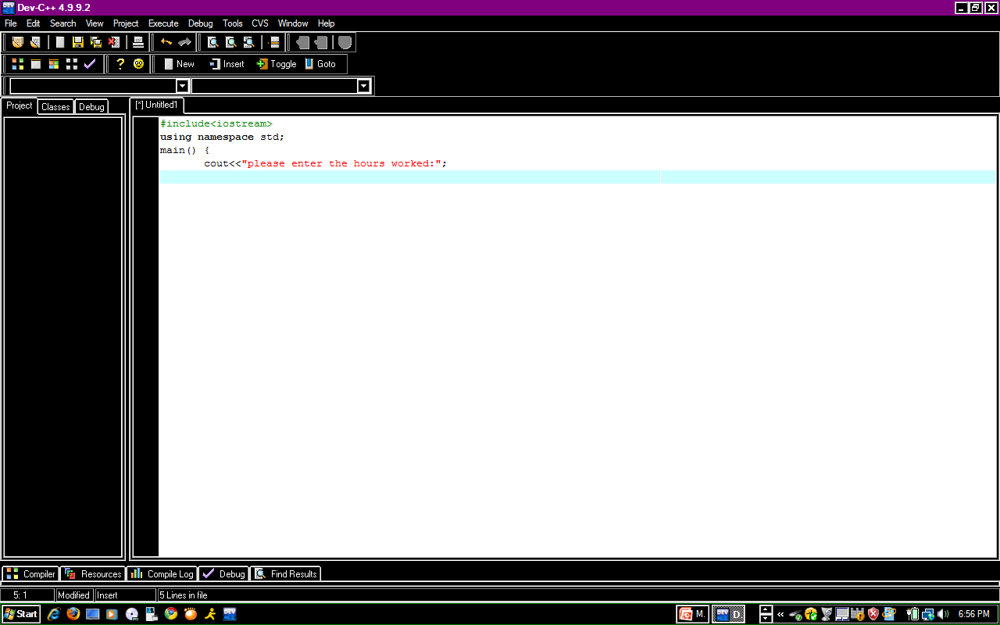 Dev-C++ 4.9.9.2
File Edit Search View Project Execute Debug Tools CVS Window Help
New Insert Toggle Goto
Project Classes Debug
[*] Untitled1
#include<iostream>
using namespace std;
main() {
cout<<"please enter the hours worked:";
Compiler Resources Compile Log Debug Find Results
5: 1 Modified Insert 5 Lines in file
Start M. D 6:56 PM